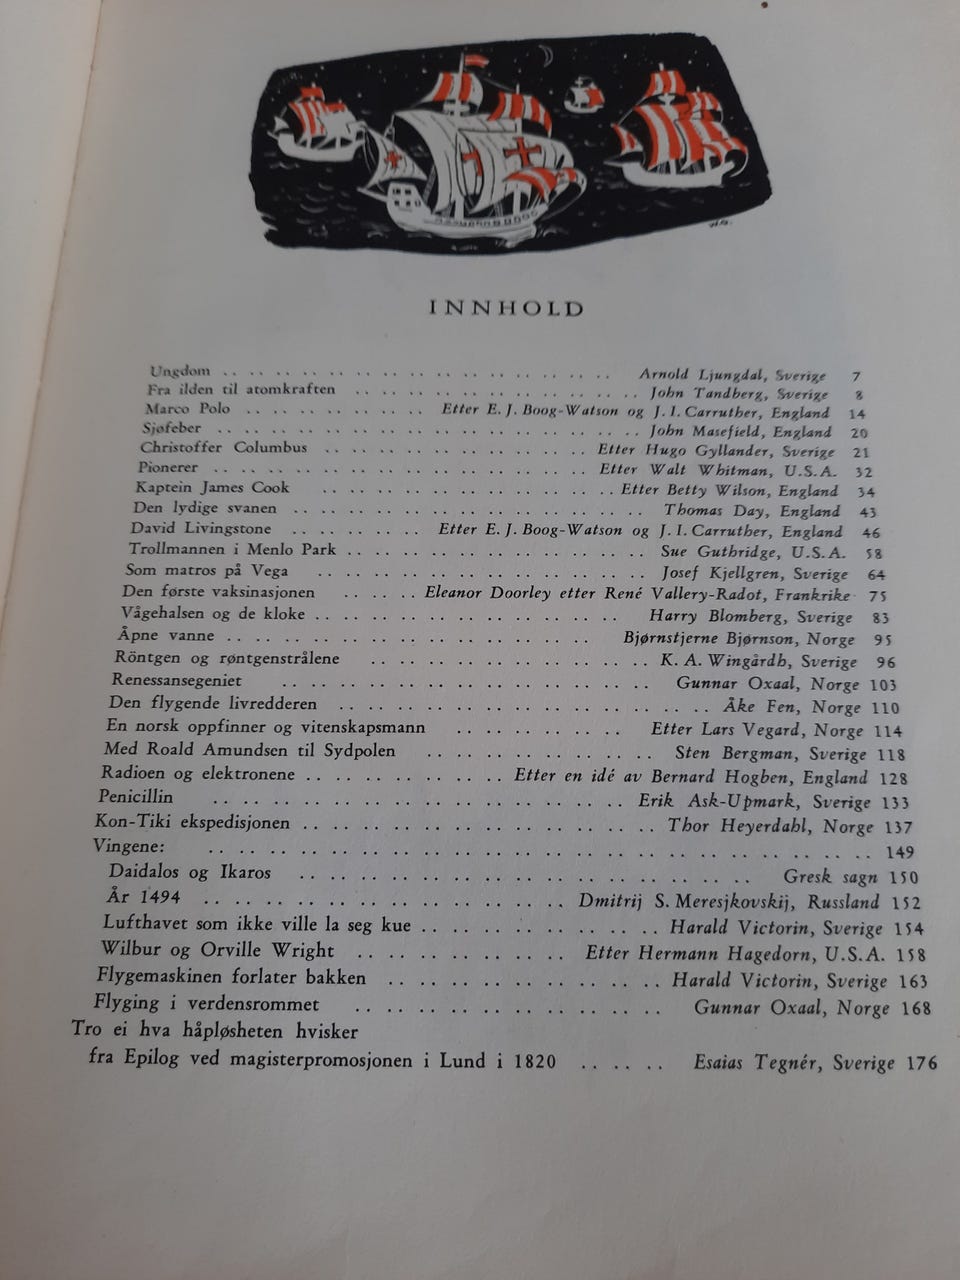 INNHOLD
Ungdom .. .. .. .. .. .. .. .. .. .. .. .. .. .. .. Arnold Ljungdal, Sverige 7
Fra ilden til atomkraften .. .. .. .. .. .. .. .. .. .. John Tandberg, Sverige 8
Marco Polo .. .. .. .. .. .. Etter E. J. Boog-Watson og J. I. Carruther, England 14
Sjøfeber .. .. .. .. .. .. .. .. .. .. .. .. .. .. John Masefield, England 20
Christoffer Columbus .. .. .. .. .. .. .. .. .. Etter Hugo Gyllander, Sverige 21
Pionerer .. .. .. .. .. .. .. .. .. .. .. .. Etter Walt Whitman, U.S.A. 32
Kaptein James Cook .. .. .. .. .. .. .. .. .. Etter Betty Wilson, England 34
Den lydige svanen .. .. .. .. .. .. .. .. .. .. .. Thomas Day, England 43
David Livingstone .. .. .. .. Etter E. J. Boog-Watson og J. I. Carruther, England 46
Trollmannen i Menlo Park .. .. .. .. .. .. .. .. .. Sue Guthridge, U.S.A. 58
Som matros på Vega .. .. .. .. .. .. .. .. .. .. Josef Kjellgren, Sverige 64
Den første vaksinasjonen .. .. .. Eleanor Doorley etter René Vallery-Radot, Frankrike 75
Vågehalsen og de kloke .. .. .. .. .. .. .. .. .. Harry Blomberg, Sverige 83
Åpne vanne .. .. .. .. .. .. .. .. .. .. Bjørnstjerne Bjørnson, Norge 95
Röntgen og røntgenstrålene .. .. .. .. .. .. .. .. K. A. Wingårdh, Sverige 96
Renessansegeniet .. .. .. .. .. .. .. .. .. .. Gunnar Oxaal, Norge 103
Den flygende livredderen .. .. .. .. .. .. .. .. .. .. Åke Fen, Norge 110
En norsk oppfinner og vitenskapsmann .. .. .. .. .. Etter Lars Vegard, Norge 114
Med Roald Amundsen til Sydpolen .. .. .. .. .. .. Sten Bergman, Sverige 118
Radioen og elektronene .. .. .. .. .. Etter en idé av Bernard Hogben, England 128
Penicillin .. .. .. .. .. .. .. .. .. .. .. Erik Ask-Upmark, Sverige 133
Kon-Tiki ekspedisjonen .. .. .. .. .. .. .. .. .. Thor Heyerdahl, Norge 137
Vingene: .. .. .. .. .. .. .. .. .. .. .. .. .. .. .. .. .. 149
Daidalos og Ikaros .. .. .. .. .. .. .. .. .. .. .. Gresk sagn 150
År 1494 .. .. .. .. .. .. .. .. .. Dmitrij S. Meresjkovskij, Russland 152
Lufthavet som ikke ville la seg kue .. .. .. .. .. .. Harald Victorin, Sverige 154
Wilbur og Orville Wright .. .. .. .. .. Etter Hermann Hagedorn, U.S.A. 158
Flygemaskinen forlater bakken .. .. .. .. .. .. .. Harald Victorin, Sverige 163
Flyging i verdensrommet .. .. .. .. .. .. .. .. Gunnar Oxaal, Norge 168
Tro ei hva håpløsheten hvisker
fra Epilog ved magisterpromosjonen i Lund i 1820 .. .. .. Esaias Tegnér, Sverige 176